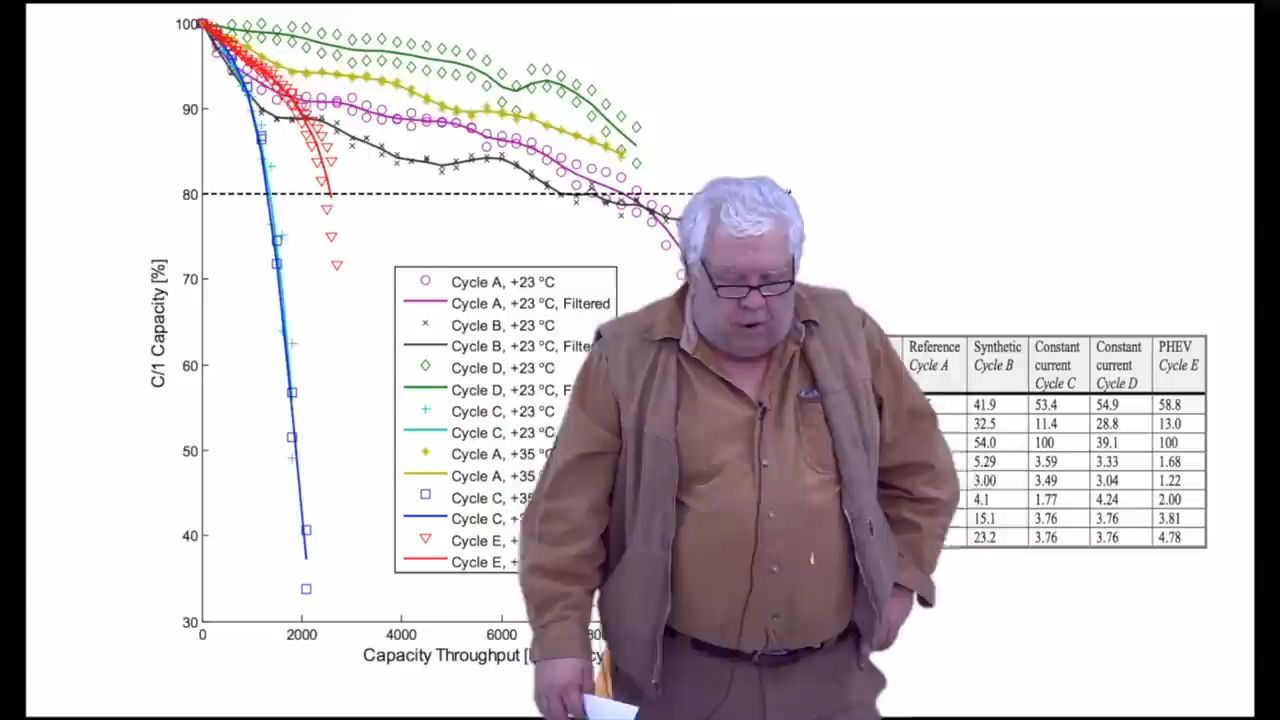 100
90
80
70
60
50
40
30
C/1 Capacity [%]
0
2000
4000
6000
Capacity Throughput [
Cycle A, +23 °C
Cycle A, +23 °C, Filtered
Cycle B, +23 °C
Cycle B, +23 °C, Filte
Cycle D, +23 °C
Cycle D, +23 °C, F
Cycle C, +23 °C
Cycle C, +23 °C,
Cycle A, +35 °C
Cycle A, +35 °
Cycle C, +35
Cycle C, +
Cycle E, +
Cycle E, +
Reference Synthetic Constant Constant PHEV
Cycle A Cycle B current current Cycle E
Cycle C Cycle D
41.9 53.4 54.9 58.8
32.5 11.4 28.8 13.0
54.0 100 39.1 100
5.29 3.59 3.33 1.68
3.00 3.49 3.04 1.22
4.1 1.77 4.24 2.00
15.1 3.76 3.76 3.81
23.2 3.76 3.76 4.78